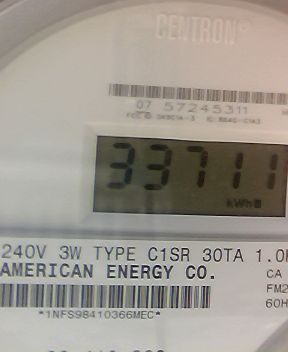 CENTRON®
07 57245311
33711
kWh
240V 3W TYPE C1SR 30TA 1.0
AMERICAN ENERGY CO.
CA
FM2
60H
*1NFS98410366MEC*